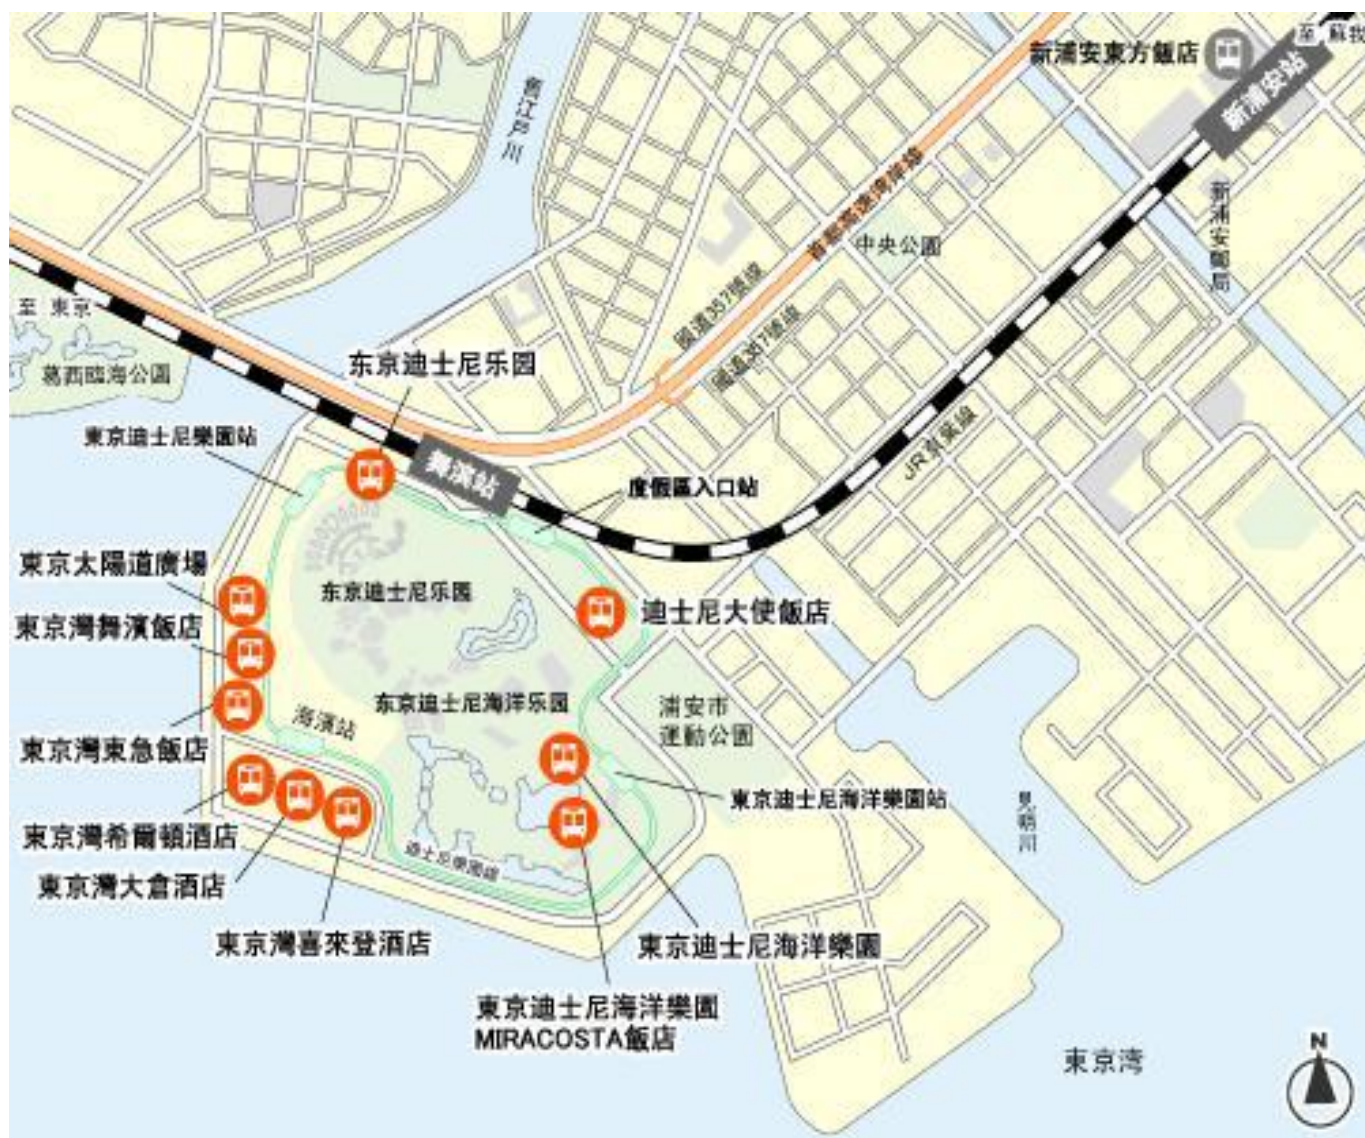 至 蘇我
新浦安東方飯店
新浦安站
舊江戶川
新浦安郵局
首都高速湾岸線
中央公園
國道357號線
國道357號線
至 東京
葛西臨海公園
东京迪士尼乐园
東京迪士尼樂園站
舞濱站
度假區入口站
JR京葉線
東京太陽道廣場
东京迪士尼乐园
迪士尼大使飯店
東京灣舞濱飯店
东京迪士尼海洋乐园
浦安市
運動公園
海濱站
東京灣東急飯店
東京迪士尼海洋樂園站
見明川
東京灣希爾頓酒店
迪士尼樂園線
東京灣大倉酒店
東京灣喜來登酒店
東京迪士尼海洋樂園
東京迪士尼海洋樂園
MIRACOSTA飯店
東京湾
N